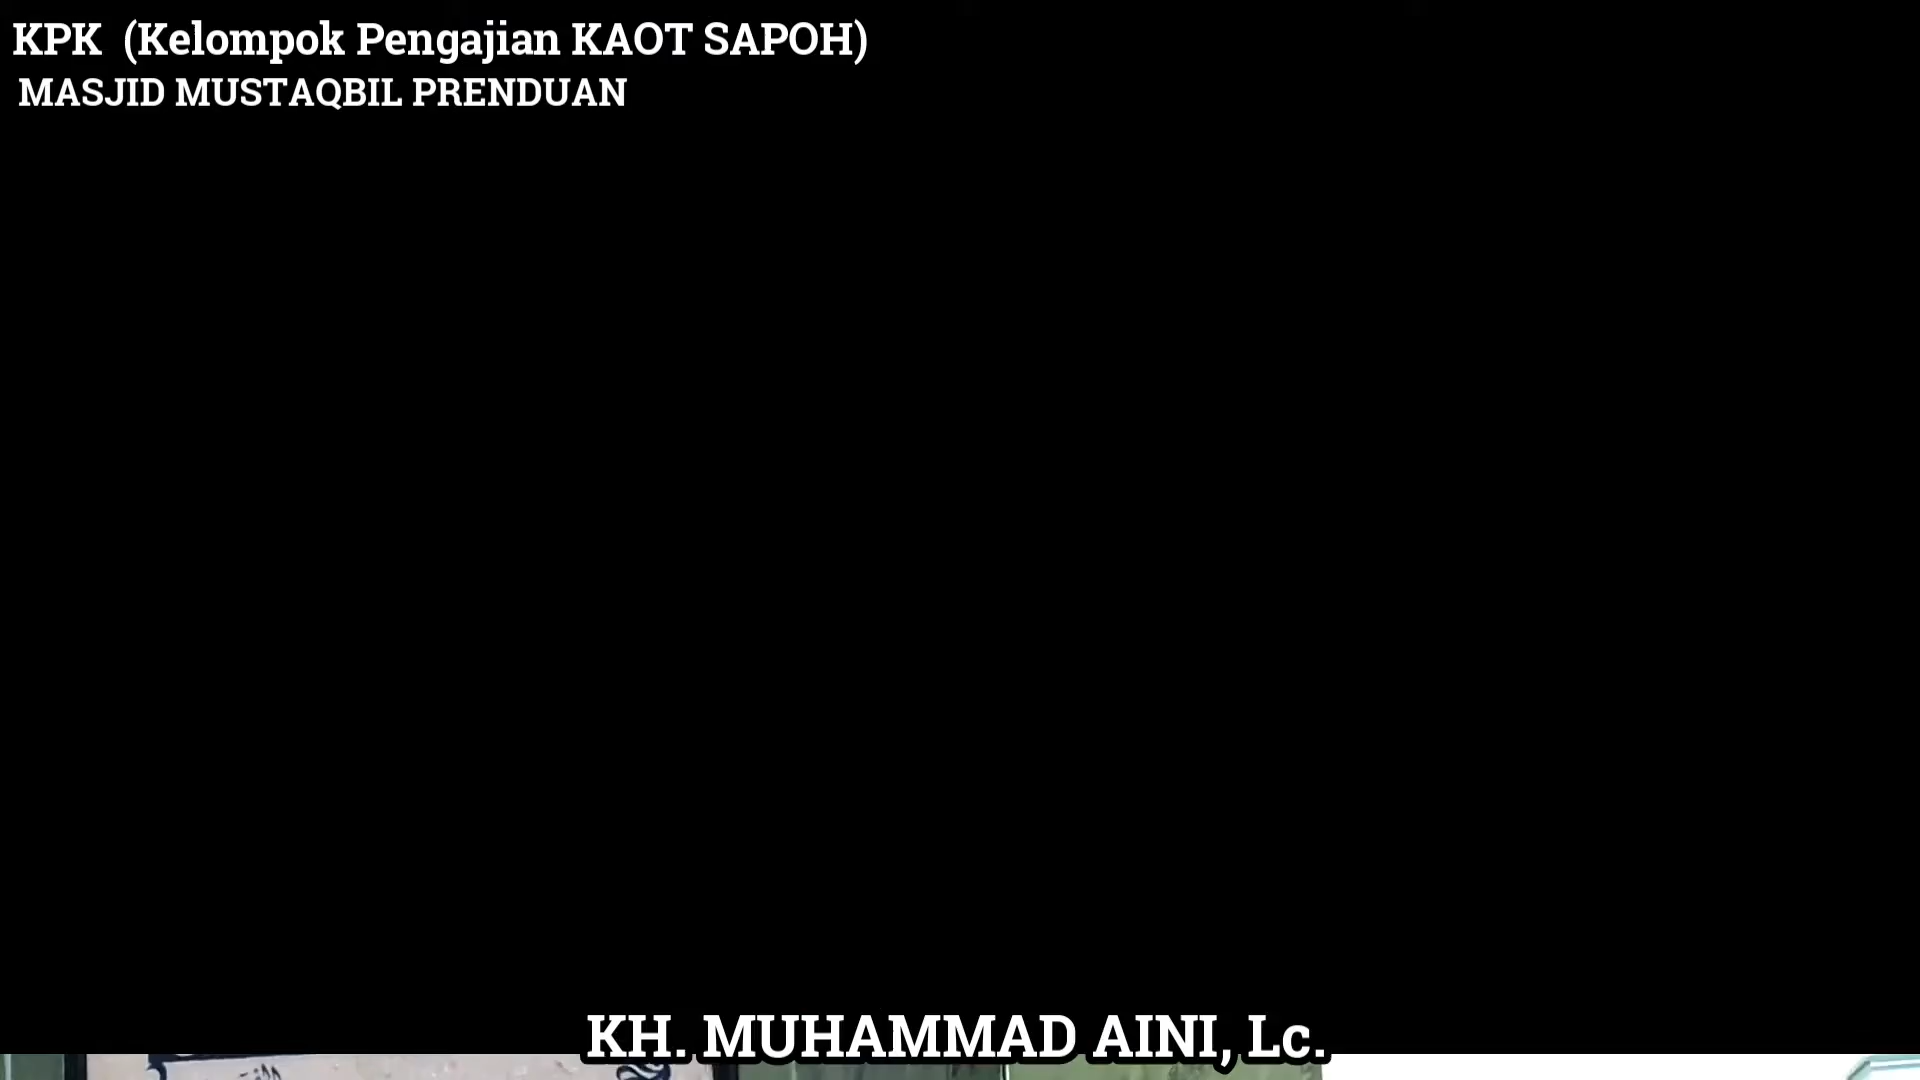 KPK (Kelompok Pengajian KAOT SAPOH)
MASJID MUSTAQBIL PRENDUAN
KH. MUHAMMAD AINI, Lc.